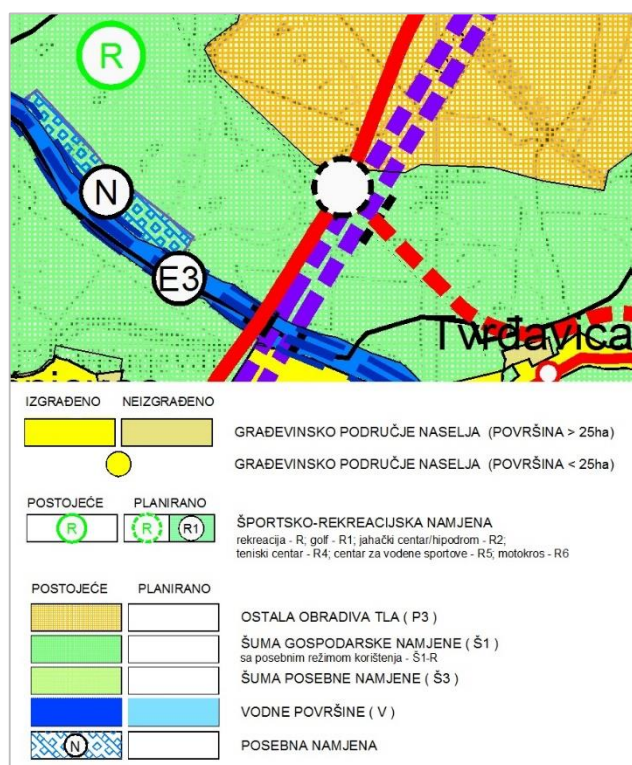 R
N
E3
Tvrđavica
IZGRAĐENO NEIZGRAĐENO
GRAĐEVINSKO PODRUČJE NASELJA (POVRŠINA > 25ha)
GRAĐEVINSKO PODRUČJE NASELJA (POVRŠINA < 25ha)
POSTOJEĆE PLANIRANO
R R R1 ŠPORTSKO-REKREACIJSKA NAMJENA
rekreacija - R; golf - R1; jahački centar/hipodrom - R2;
teniski centar - R4; centar za vodene sportove - R5; motokros - R6
POSTOJEĆE PLANIRANO
OSTALA OBRADIVA TLA ( P3 )
ŠUMA GOSPODARSKE NAMJENE ( Š1 )
sa posebnim režimom korištenja - Š1-R
ŠUMA POSEBNE NAMJENE ( Š3 )
VODNE POVRŠINE ( V )
N POSEBNA NAMJENA